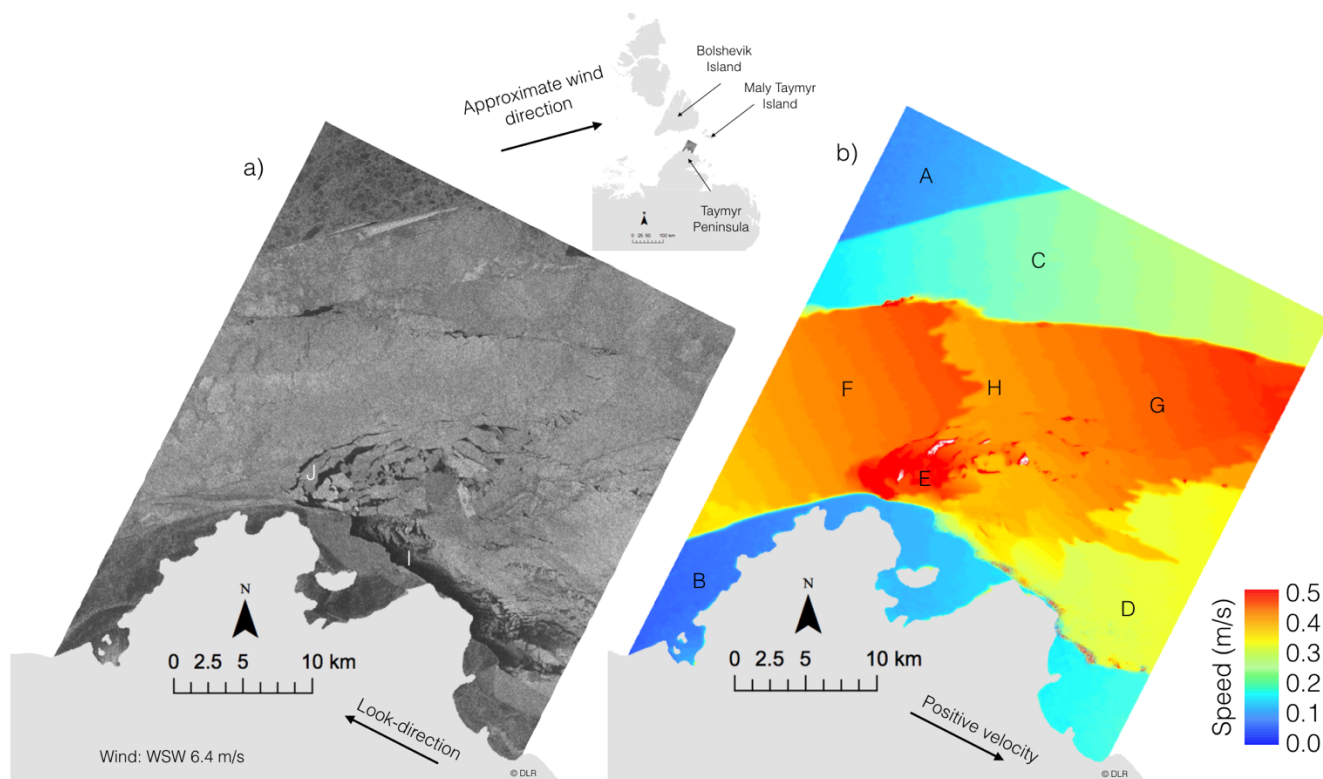 Bolshevik
Island
Maly Taymyr
Island
Approximate wind
direction
Taymyr
Peninsula
N
0 25 50 100 km
a)
J
I
N
0 2.5 5 10 km
Look-direction
Wind: WSW 6.4 m/s
© DLR
b)
A
C
F
H
G
E
B
D
N
0 2.5 5 10 km
Positive velocity
© DLR
Speed (m/s)
0.5
0.4
0.3
0.2
0.1
0.0